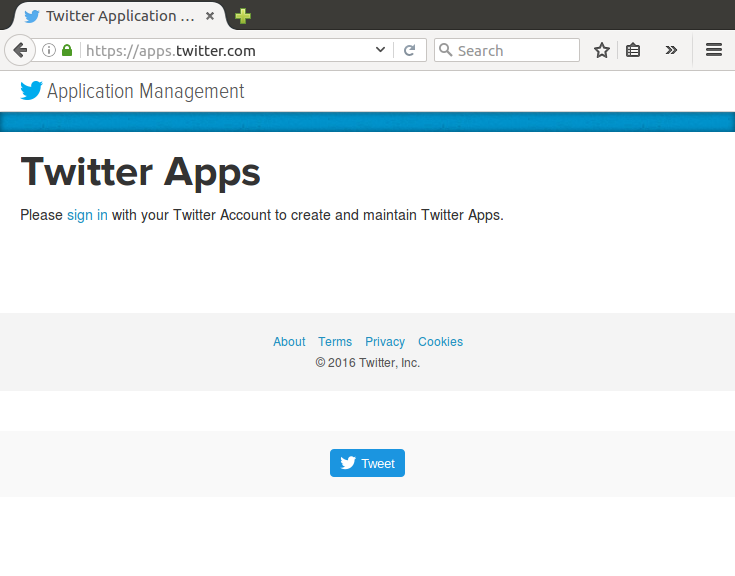 Twitter Application ...
https://apps.twitter.com
Search
Application Management
Twitter Apps
Please sign in with your Twitter Account to create and maintain Twitter Apps.
About Terms Privacy Cookies
© 2016 Twitter, Inc.
Tweet